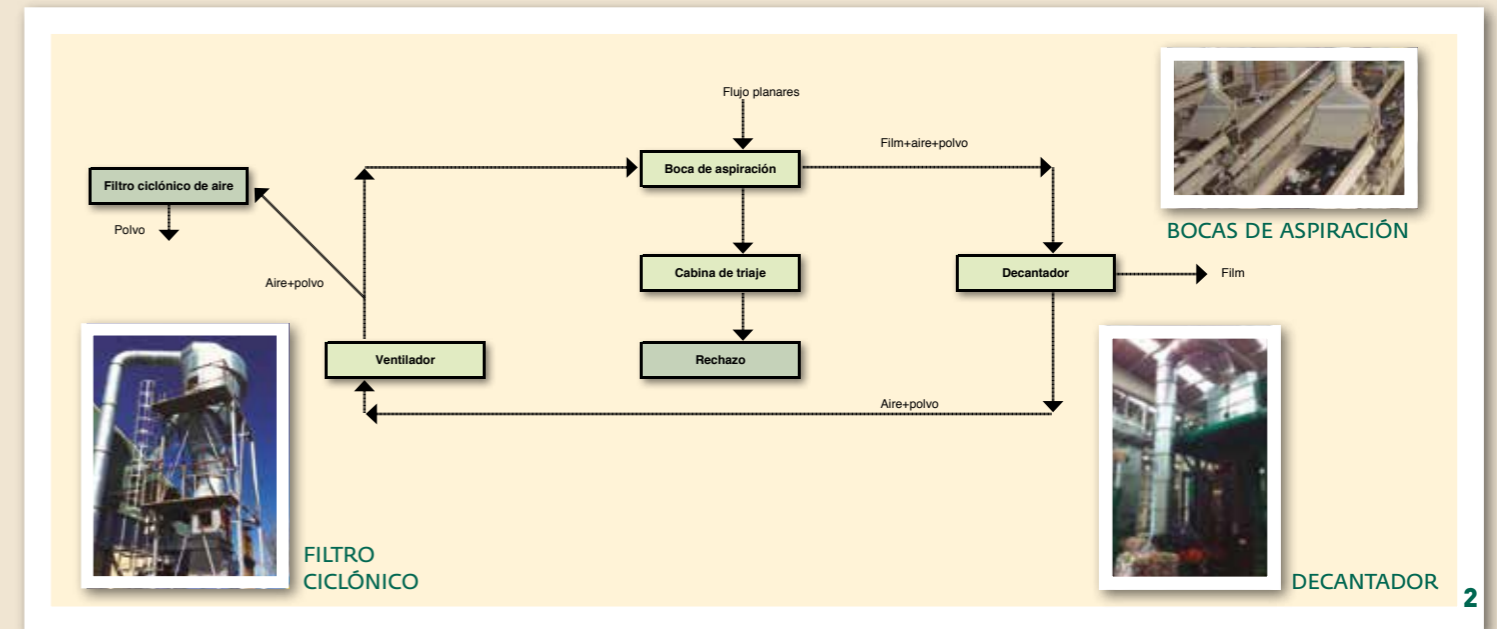 Flujo planares
Film+aire+polvo
Boca de aspiración
Filtro ciclónico de aire
Polvo
BOCAS DE ASPIRACIÓN
Cabina de triaje
Decantador
Film
Aire+polvo
Ventilador
Rechazo
Aire+polvo
FILTRO
CICLÓNICO
DECANTADOR
2